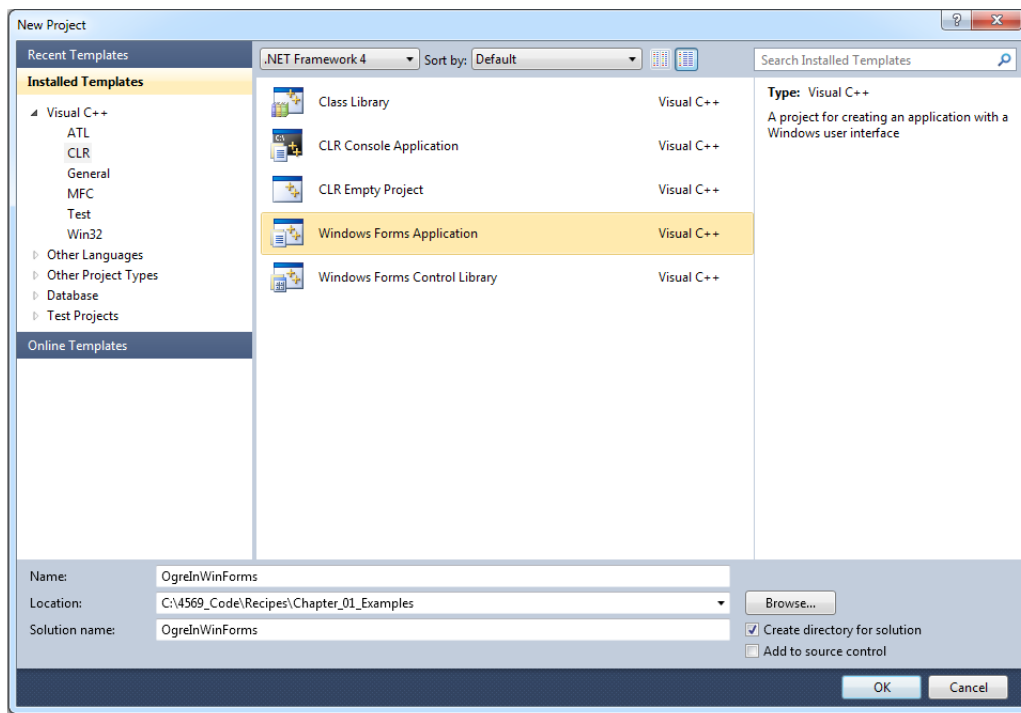 New Project
Recent Templates
Installed Templates
Visual C++
ATL
CLR
General
MFC
Test
Win32
Other Languages
Other Project Types
Database
Test Projects
Online Templates
.NET Framework 4 Sort by: Default
Class Library Visual C++
CLR Console Application Visual C++
CLR Empty Project Visual C++
Windows Forms Application Visual C++
Windows Forms Control Library Visual C++
Search Installed Templates
Type: Visual C++
A project for creating an application with a
Windows user interface
Name: OgreInWinForms
Location: C:\4569_Code\Recipes\Chapter_01_Examples Browse...
Solution name: OgreInWinForms Create directory for solution
Add to source control
OK Cancel